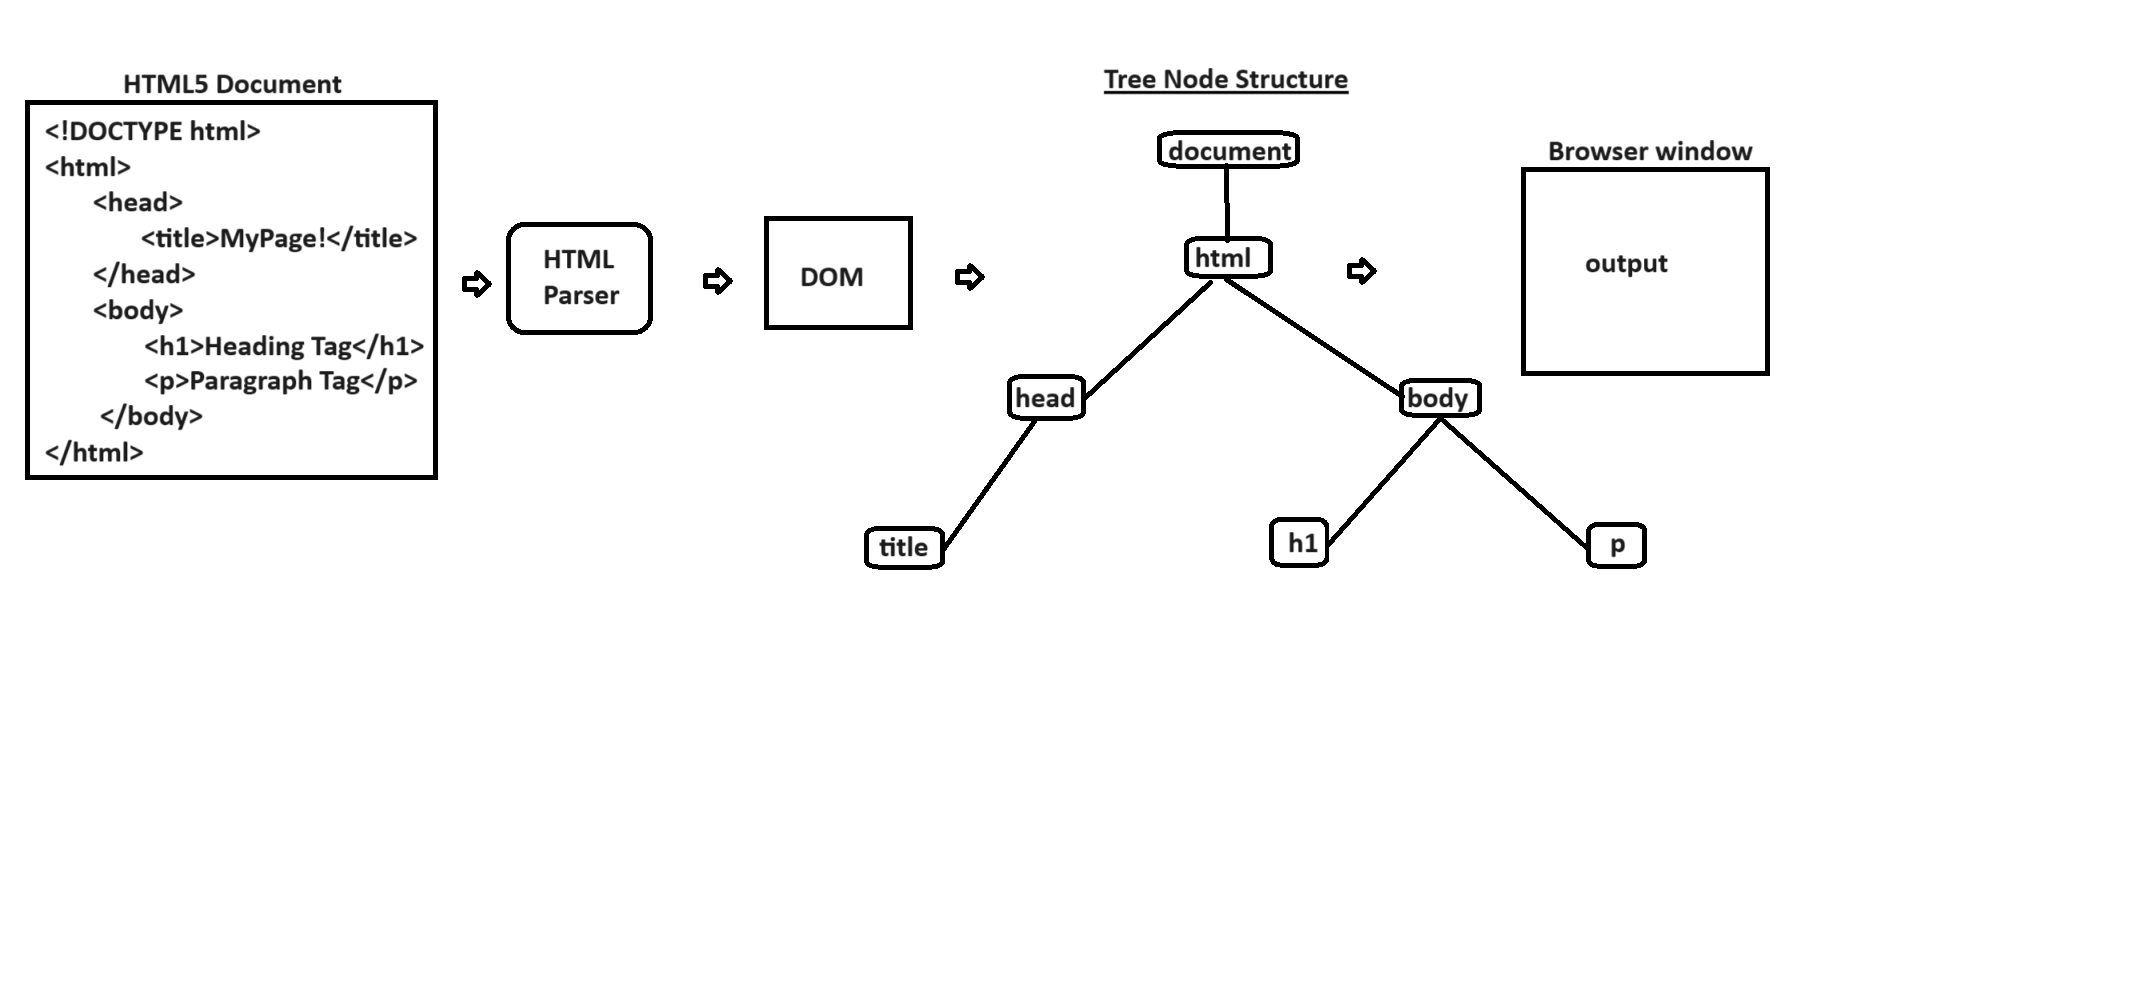 HTML5 Document
<!DOCTYPE html>
<html>
<head>
<title>MyPage!</title>
</head>
<body>
<h1>Heading Tag</h1>
<p>Paragraph Tag</p>
</body>
</html>
HTML
Parser
DOM
Tree Node Structure
document
html
head
body
title
h1
p
Browser window
output